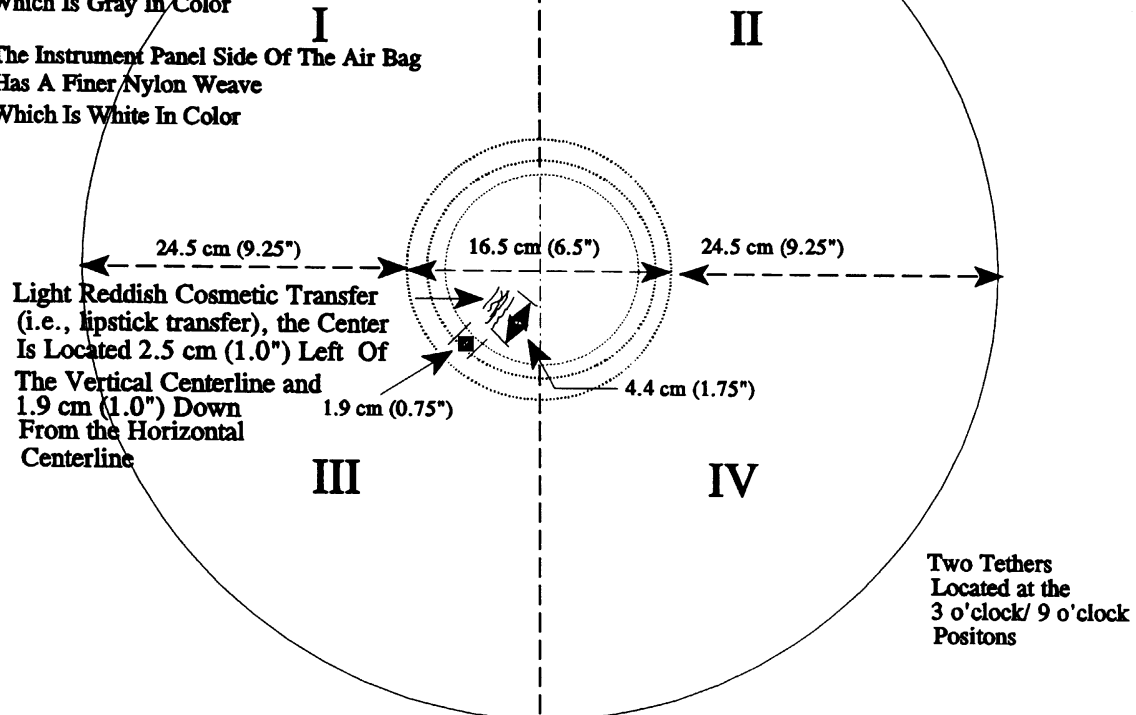 Which Is Gray In Color
I
II
The Instrument Panel Side Of The Air Bag
Has A Finer Nylon Weave
Which Is White In Color
24.5 cm (9.25")
16.5 cm (6.5")
24.5 cm (9.25")
Light Reddish Cosmetic Transfer
(i.e., lipstick transfer), the Center
Is Located 2.5 cm (1.0") Left Of
The Vertical Centerline and
1.9 cm (1.0") Down
From the Horizontal
Centerline
1.9 cm (0.75")
4.4 cm (1.75")
III
IV
Two Tethers
Located at the
3 o'clock/ 9 o'clock
Positons